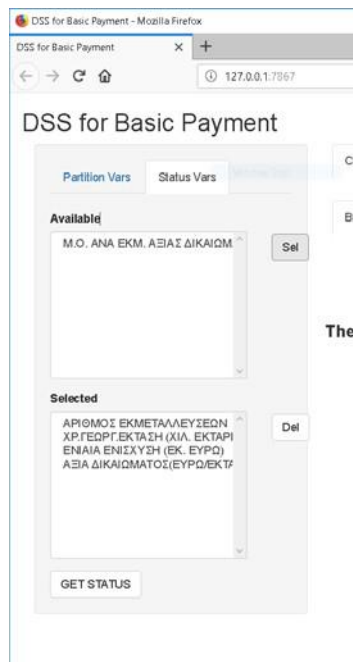 DSS for Basic Payment - Mozilla Firefox
DSS for Basic Payment × +
127.0.0.1:7867
DSS for Basic Payment
Partition Vars Status Vars
Available
Μ.Ο. ΑΝΑ ΕΚΜ. ΑΞΙΑΣ ΔΙΚΑΙΩΜ
Sel
The
Selected
ΑΡΙΘΜΟΣ ΕΚΜΕΤΑΛΛΕΥΣΕΩΝ
ΧΡ.ΓΕΩΡΓ.ΕΚΤΑΣΗ (ΧΙΛ. ΕΚΤΑΡΙ
ΕΝΙΑΙΑ ΕΝΙΣΧΥΣΗ (ΕΚ. ΕΥΡΩ)
ΑΞΙΑ ΔΙΚΑΙΩΜΑΤΟΣ(ΕΥΡΩ/ΕΚΤΑ
Del
GET STATUS